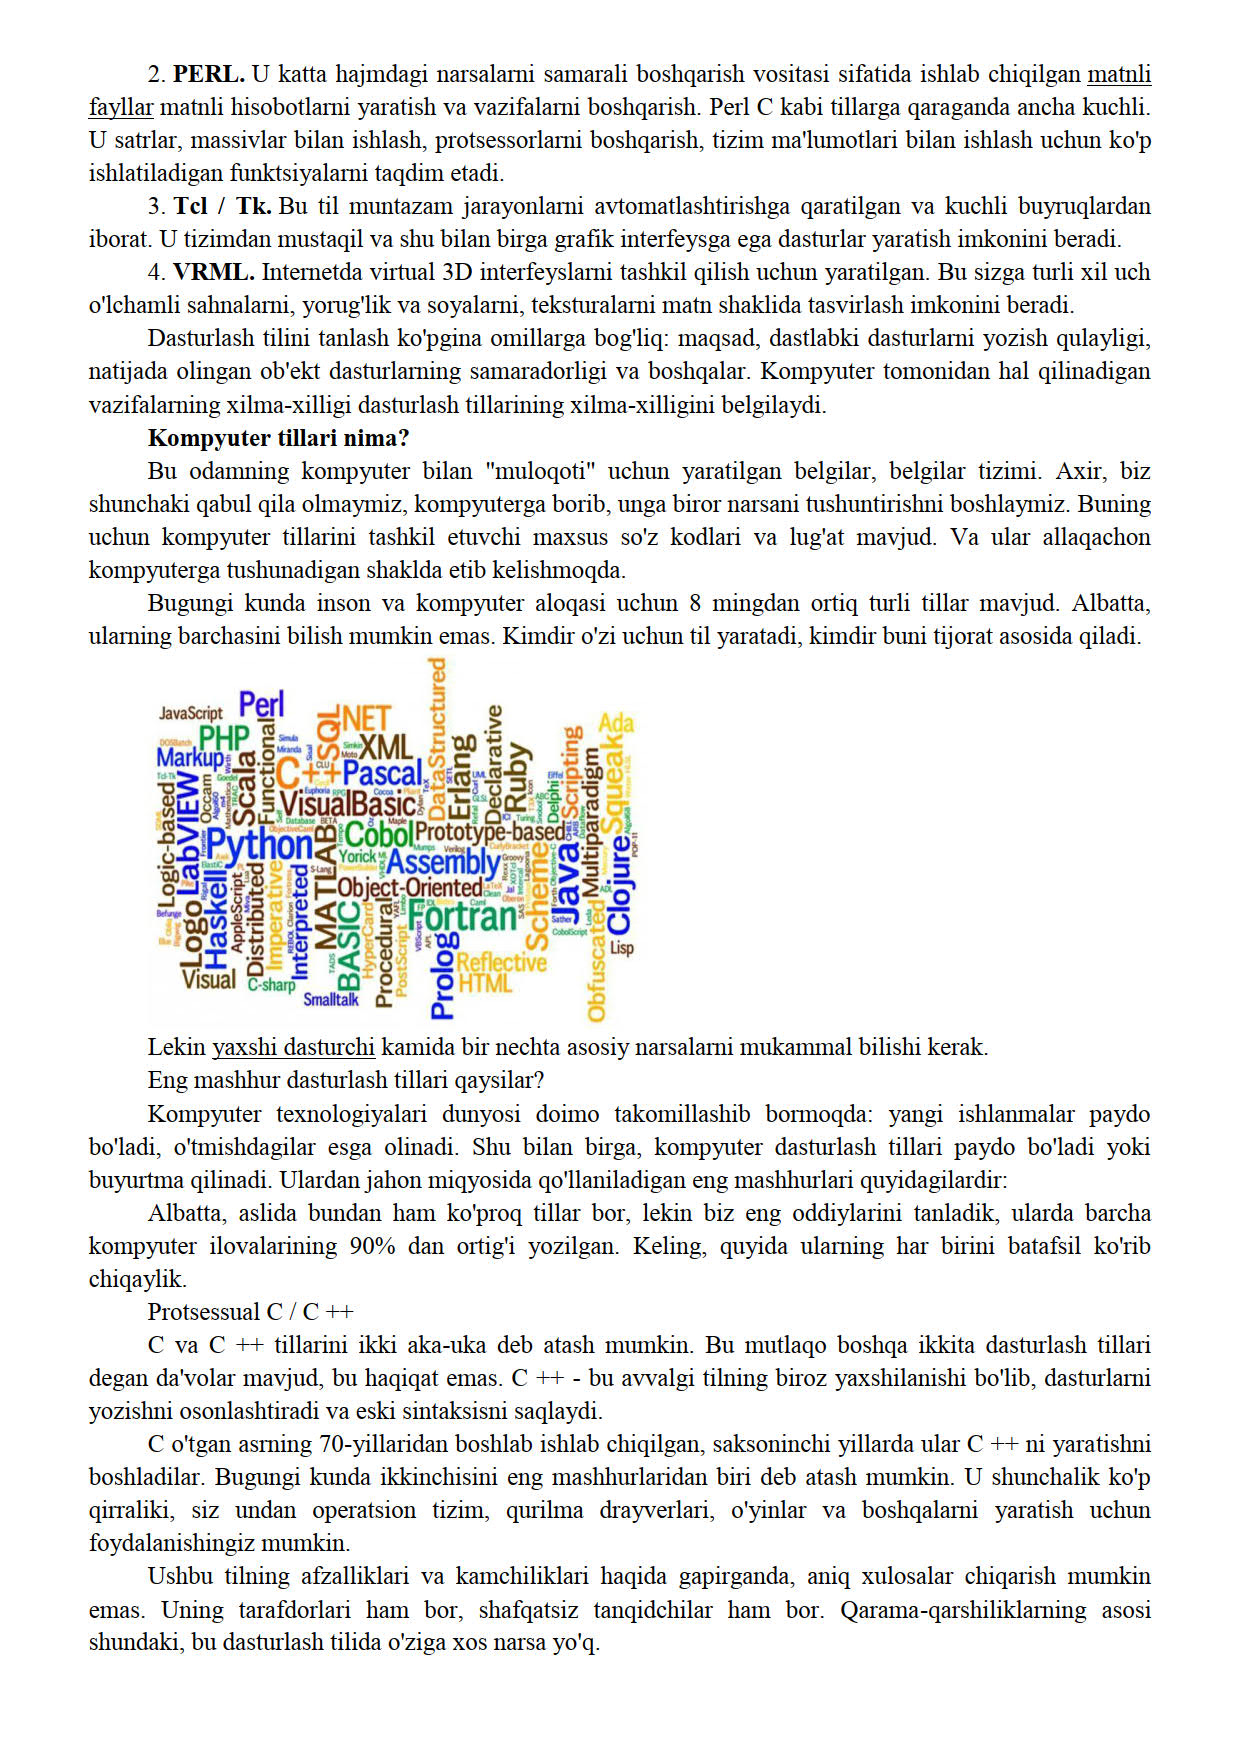 2. PERL. U katta hajmdagi narsalarni samarali boshqarish vositasi sifatida ishlab chiqilgan matnli
fayllar matnli hisobotlarni yaratish va vazifalarni boshqarish. Perl C kabi tillarga qaraganda ancha kuchli.
U satrlar, massivlar bilan ishlash, protsessorlarni boshqarish, tizim ma'lumotlari bilan ishlash uchun ko'p
ishlatiladigan funktsiyalarni taqdim etadi.
3. Tcl / Tk. Bu til muntazam jarayonlarni avtomatlashtirishga qaratilgan va kuchli buyruqlardan
iborat. U tizimdan mustaqil va shu bilan birga grafik interfeysga ega dasturlar yaratish imkonini beradi.
4. VRML. Internetda virtual 3D interfeyslarni tashkil qilish uchun yaratilgan. Bu sizga turli xil uch
o'lchamli sahnalarni, yorug'lik va soyalarni, teksturalarni matn shaklida tasvirlash imkonini beradi.
Dasturlash tilini tanlash ko'pgina omillarga bog'liq: maqsad, dastlabki dasturlarni yozish qulayligi,
natijada olingan ob'ekt dasturlarning samaradorligi va boshqalar. Kompyuter tomonidan hal qilinadigan
vazifalarning xilma-xilligi dasturlash tillarining xilma-xilligini belgilaydi.
Kompyuter tillari nima?
Bu odamning kompyuter bilan "muloqoti" uchun yaratilgan belgilar, belgilar tizimi. Axir, biz
shunchaki qabul qila olmaymiz, kompyuterga borib, unga biror narsani tushuntirishni boshlaymiz. Buning
uchun kompyuter tillarini tashkil etuvchi maxsus so'z kodlari va lug'at mavjud. Va ular allaqachon
kompyuterga tushunadigan shaklda etib kelishmoqda.
Bugungi kunda inson va kompyuter aloqasi uchun 8 mingdan ortiq turli tillar mavjud. Albatta,
ularning barchasini bilish mumkin emas. Kimdir o'zi uchun til yaratadi, kimdir buni tijorat asosida qiladi.
JavaScript
Perl
PHP
Markup
Scala
Functional
SQL
NET
XML
C++
Pascal
VisualBasic
DataStructured
Erlang
Declarative
Ruby
Delphi
Scripting
Multiparadigm
Ada
Squeak
Logic-based
LabVIEW
Occam
Python
Cobol
Prototype-based
Yorick
Assembly
Object-Oriented
Fortran
MATLAB
BASIC
Logo
Haskell
AppleScript
Distributed
Imperative
Interpreted
HyperCard
Procedural
PostScript
Prolog
Reflective
HTML
Scheme
Java
Obfuscated
Clojure
Lisp
Visual
C-sharp
Smalltalk
Lekin yaxshi dasturchi kamida bir nechta asosiy narsalarni mukammal bilishi kerak.
Eng mashhur dasturlash tillari qaysilar?
Kompyuter texnologiyalari dunyosi doimo takomillashib bormoqda: yangi ishlanmalar paydo
bo'ladi, o'tmishdagilar esga olinadi. Shu bilan birga, kompyuter dasturlash tillari paydo bo'ladi yoki
buyurtma qilinadi. Ulardan jahon miqyosida qo'llaniladigan eng mashhurlari quyidagilardir:
Albatta, aslida bundan ham ko'proq tillar bor, lekin biz eng oddiylarini tanladik, ularda barcha
kompyuter ilovalarining 90% dan ortig'i yozilgan. Keling, quyida ularning har birini batafsil ko'rib
chiqaylik.
Protsessual C / C ++
C va C ++ tillarini ikki aka-uka deb atash mumkin. Bu mutlaqo boshqa ikkita dasturlash tillari
degan da'volar mavjud, bu haqiqat emas. C ++ - bu avvalgi tilning biroz yaxshilanishi bo'lib, dasturlarni
yozishni osonlashtiradi va eski sintaksisni saqlaydi.
C o'tgan asrning 70-yillaridan boshlab ishlab chiqilgan, saksoninchi yillarda ular C ++ ni yaratishni
boshladilar. Bugungi kunda ikkinchisini eng mashhurlaridan biri deb atash mumkin. U shunchalik ko'p
qirraliki, siz undan operatsion tizim, qurilma drayverlari, o'yinlar va boshqalarni yaratish uchun
foydalanishingiz mumkin.
Ushbu tilning afzalliklari va kamchiliklari haqida gapirganda, aniq xulosalar chiqarish mumkin
emas. Uning tarafdorlari ham bor, shafqatsiz tanqidchilar ham bor. Qarama-qarshiliklarning asosi
shundaki, bu dasturlash tilida o'ziga xos narsa yo'q.